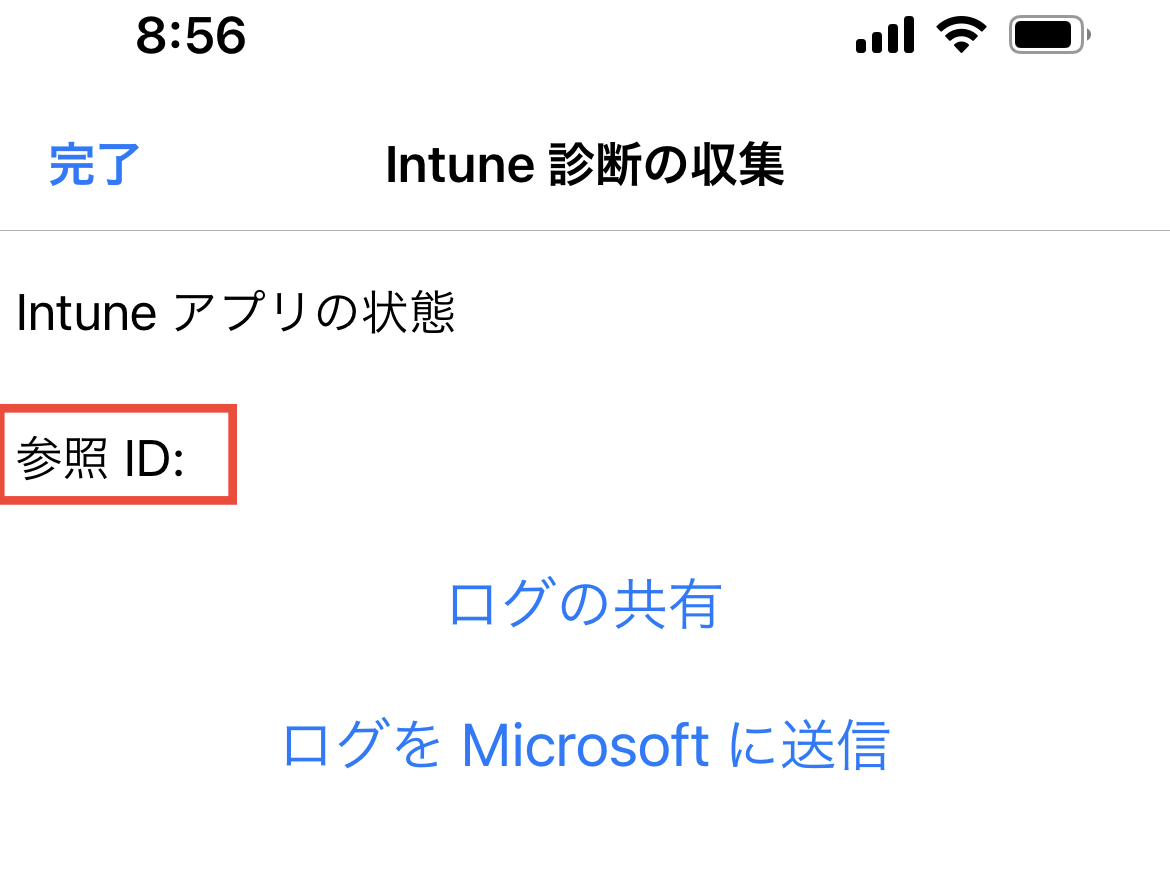 8:56
完了
Intune 診断の収集
Intune アプリの状態
参照 ID:
ログの共有
ログを Microsoft に送信